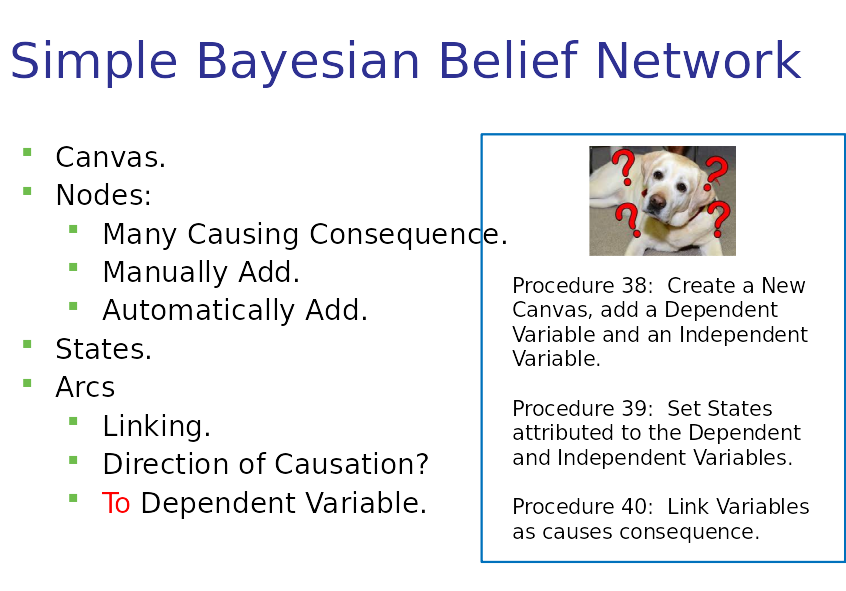 Simple Bayesian Belief Network
Canvas.
Nodes:
Many Causing Consequence.
Manually Add.
Automatically Add.
States.
Arcs
Linking.
Direction of Causation?
To Dependent Variable.
? ? ? ?
Procedure 38:  Create a New
Canvas, add a Dependent
Variable and an Independent
Variable.
Procedure 39:  Set States
attributed to the Dependent
and Independent Variables.
Procedure 40:  Link Variables
as causes consequence.